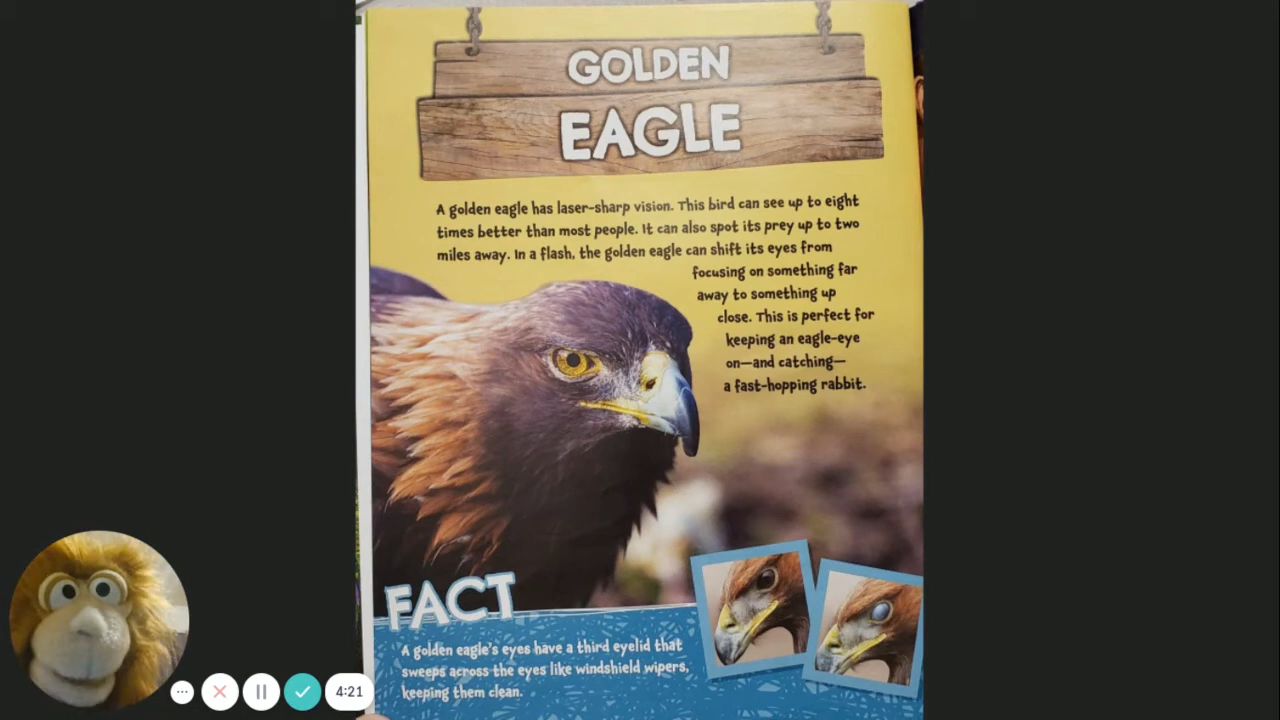 GOLDEN
EAGLE
A golden eagle has laser-sharp vision. This bird can see up to eight
times better than most people. It can also spot its prey up to two
miles away. In a flash, the golden eagle can shift its eyes from
focusing on something far
away to something up
close. This is perfect for
keeping an eagle-eye
on—and catching—
a fast-hopping rabbit.
FACT
A golden eagle's eyes have a third eyelid that
sweeps across the eyes like windshield wipers,
keeping them clean.
4:21